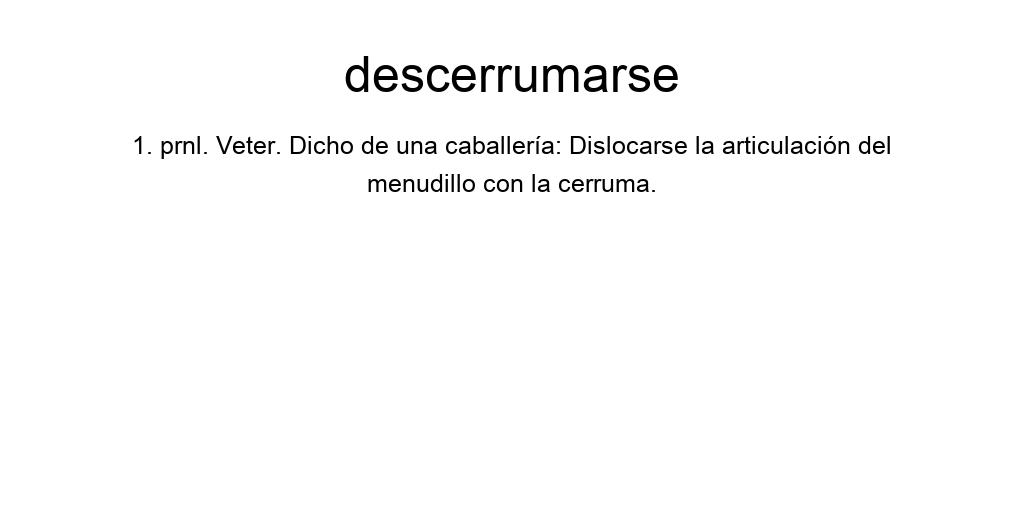 descerrumarse
1. prnl. Veter. Dicho de una caballería: Dislocarse la articulación del
menudillo con la cerruma.